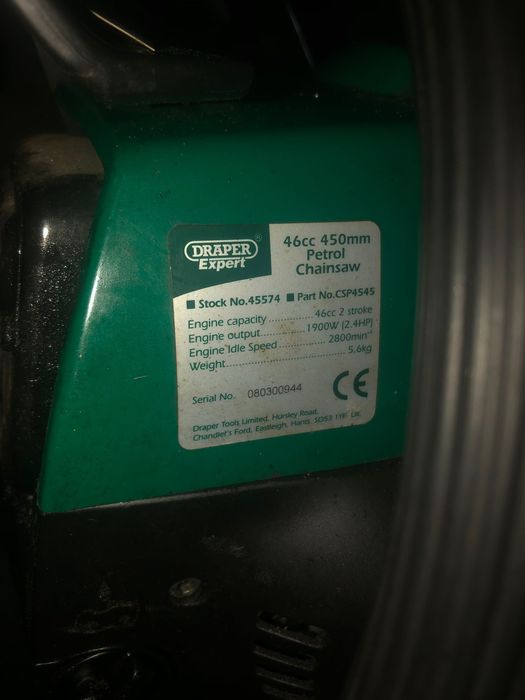 DRAPER ®
Expert
46cc 450mm
Petrol
Chainsaw
■ Stock No.45574 ■ Part No.CSP4545
Engine capacity ............... 46cc 2 stroke
Engine output ............. 1900W (2.4HP)
Engine Idle Speed ............ 2800min⁻¹
Weight ................................ 5.6kg
Serial No. 080300944
CE
Draper Tools Limited, Hursley Road,
Chandler's Ford, Eastleigh, Hants. SO53 1YF. UK.